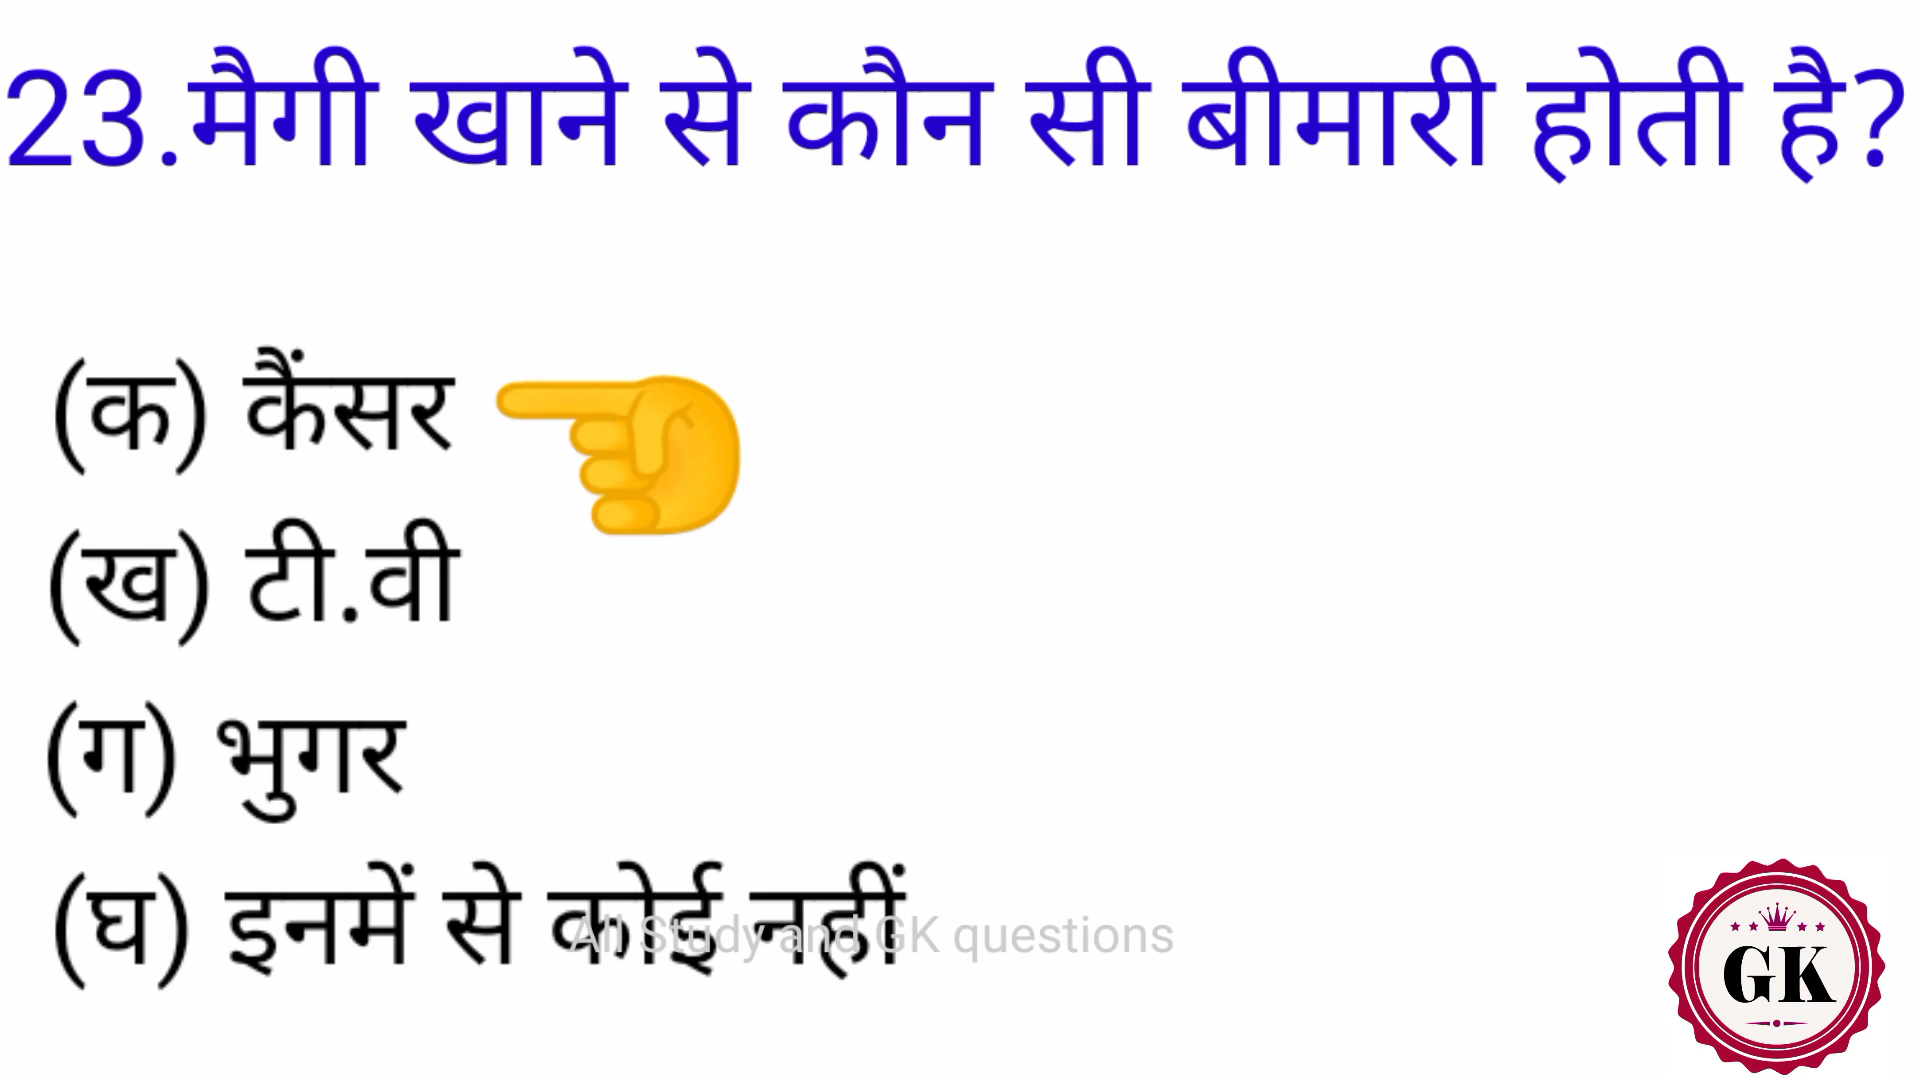 23.मैगी खाने से कौन सी बीमारी होती है?
(क) कैंसर
(ख) टी.वी
(ग) भुगर
(घ) इनमें से कोई नहीं
All Study and GK questions
GK